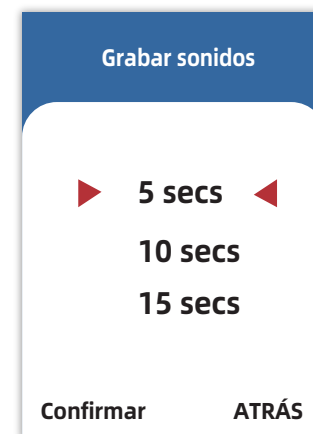 Grabar sonidos
5 secs
10 secs
15 secs
Confirmar ATRÁS